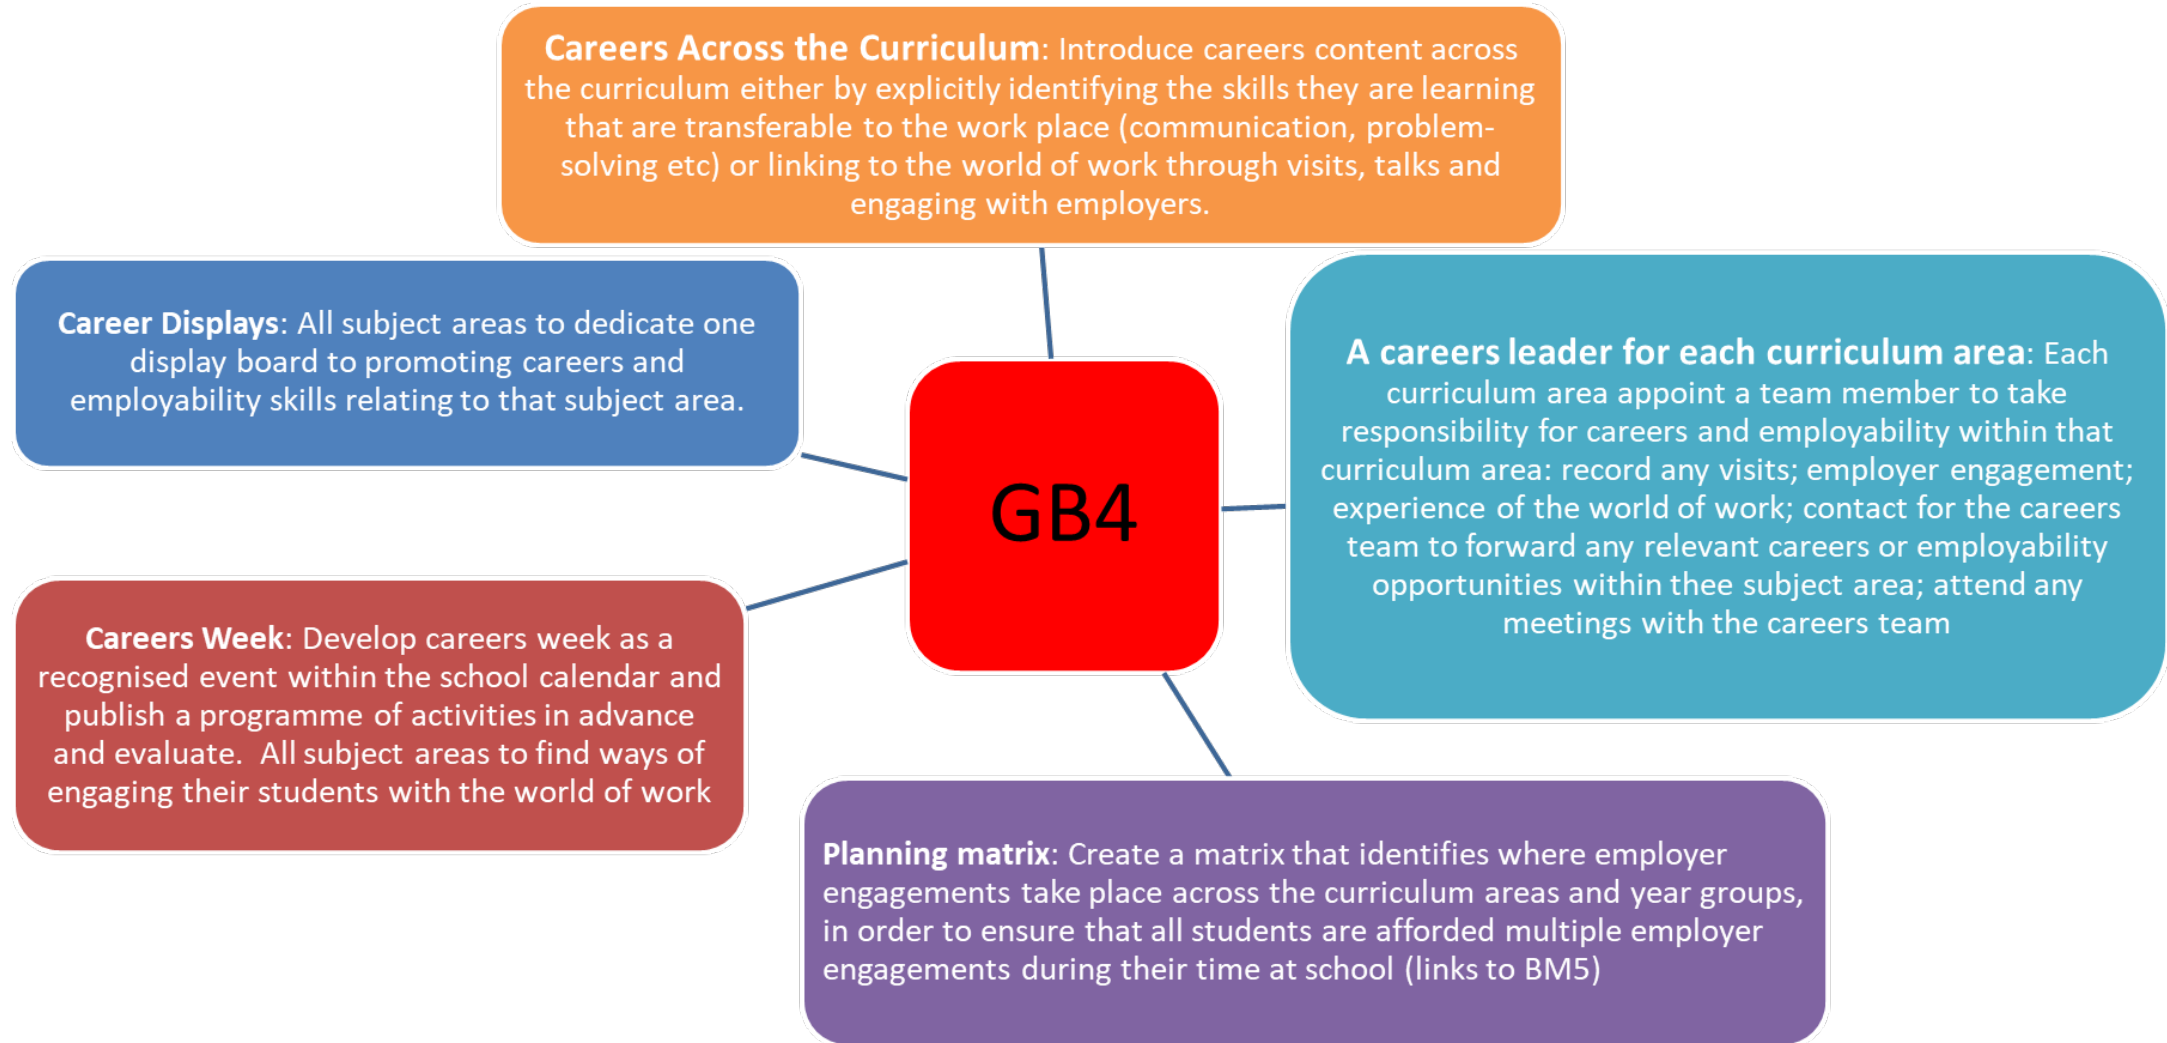 Careers Across the Curriculum: Introduce careers content across
the curriculum either by explicitly identifying the skills they are learning
that are transferable to the work place (communication, problem-
solving etc) or linking to the world of work through visits, talks and
engaging with employers.
Career Displays: All subject areas to dedicate one
display board to promoting careers and
employability skills relating to that subject area.
A careers leader for each curriculum area: Each
curriculum area appoint a team member to take
responsibility for careers and employability within that
curriculum area: record any visits; employer engagement;
experience of the world of work; contact for the careers
team to forward any relevant careers or employability
opportunities within thee subject area; attend any
meetings with the careers team
GB4
Careers Week: Develop careers week as a
recognised event within the school calendar and
publish a programme of activities in advance
and evaluate.  All subject areas to find ways of
engaging their students with the world of work
Planning matrix: Create a matrix that identifies where employer
engagements take place across the curriculum areas and year groups,
in order to ensure that all students are afforded multiple employer
engagements during their time at school (links to BM5)